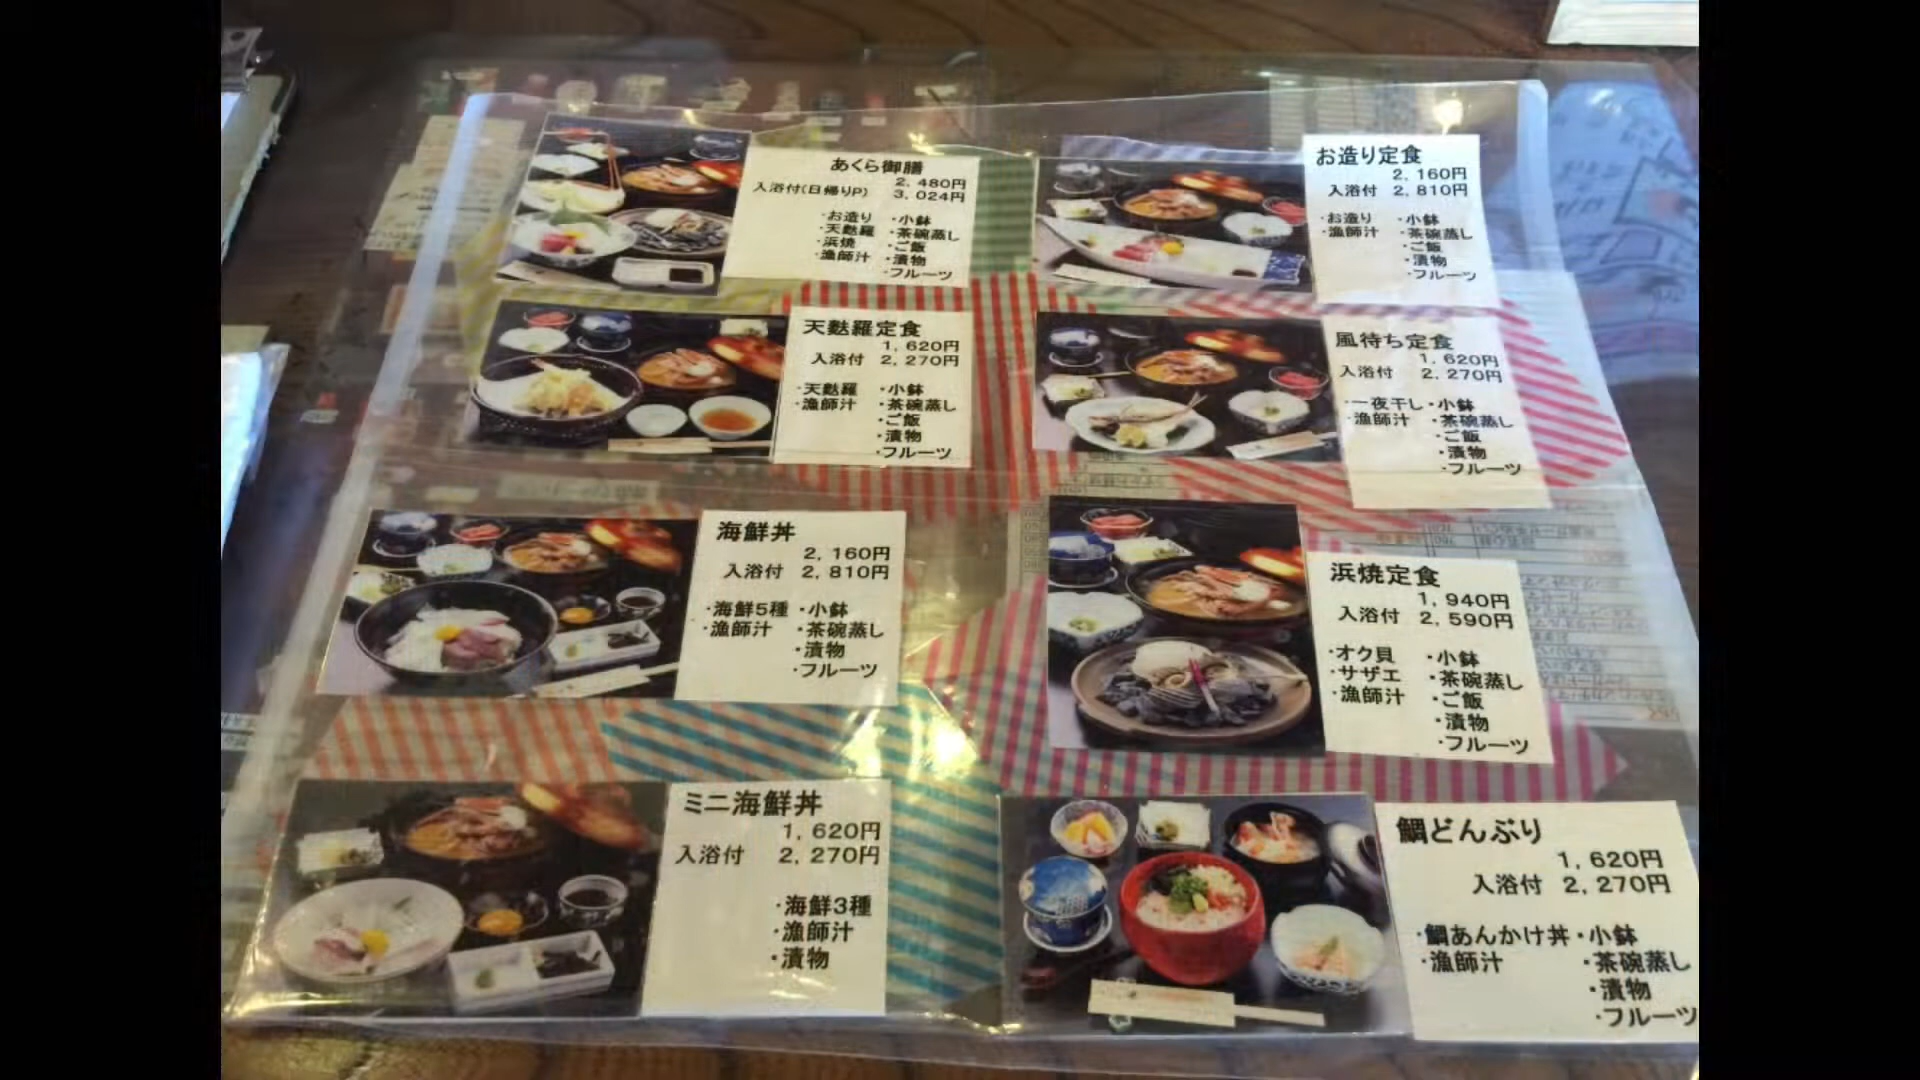 あくら御膳
2,480円
入浴付(日帰りP) 3,024円
・お造り ・小鉢
・天麩羅 ・茶碗蒸し
・浜焼 ・ご飯
・漁師汁 ・漬物
・フルーツ
お造り定食
2,160円
入浴付 2,810円
・お造り ・小鉢
・漁師汁 ・茶碗蒸し
・ご飯
・漬物
・フルーツ
天麩羅定食
1,620円
入浴付 2,270円
・天麩羅 ・小鉢
・漁師汁 ・茶碗蒸し
・ご飯
・漬物
・フルーツ
風待ち定食
1,620円
入浴付 2,270円
・一夜干し ・小鉢
・漁師汁 ・茶碗蒸し
・ご飯
・漬物
・フルーツ
海鮮丼
2,160円
入浴付 2,810円
・海鮮5種 ・小鉢
・漁師汁 ・茶碗蒸し
・漬物
・フルーツ
浜焼定食
1,940円
入浴付 2,590円
・オク貝 ・小鉢
・サザエ ・茶碗蒸し
・漁師汁 ・ご飯
・漬物
・フルーツ
ミニ海鮮丼
1,620円
入浴付 2,270円
・海鮮3種
・漁師汁
・漬物
鯛どんぶり
1,620円
入浴付 2,270円
・鯛あんかけ丼 ・小鉢
・漁師汁 ・茶碗蒸し
・漬物
・フルーツ